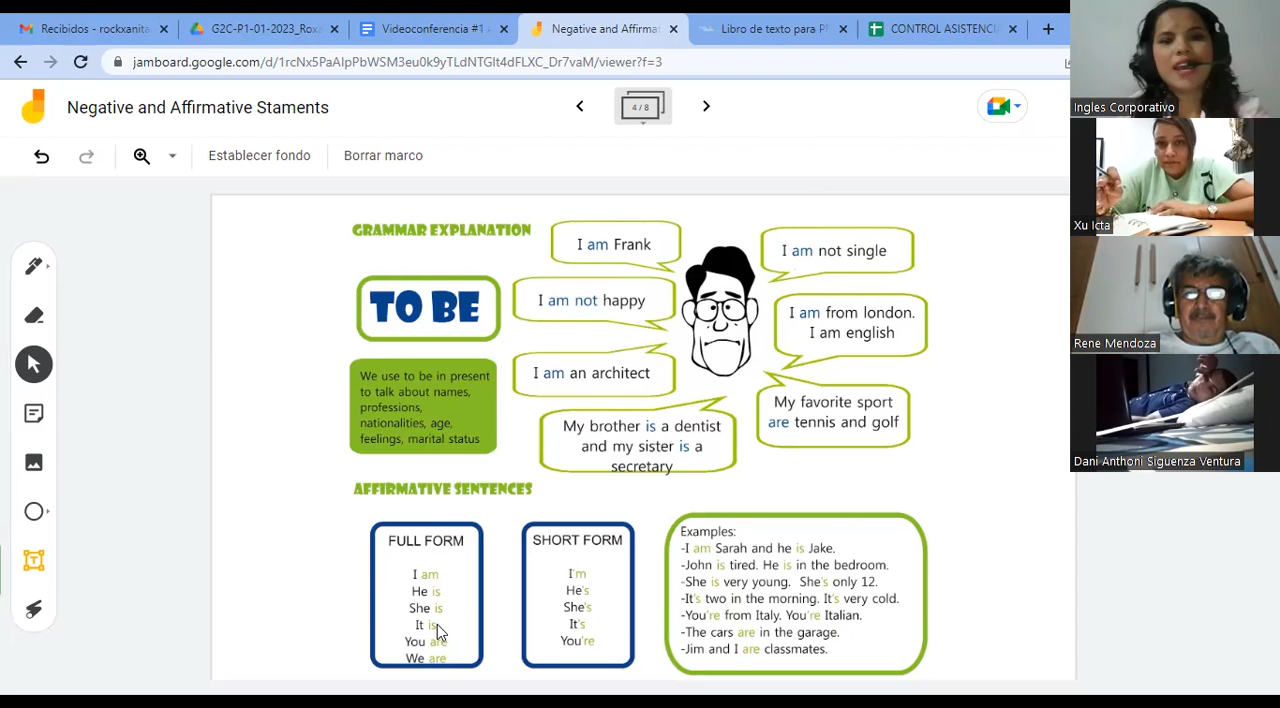 Recibidos - rockxanita
G2C-P1-01-2023_Rox
Videoconferencia #1
Negative and Affirmat
Libro de texto para
CONTROL ASISTENCI
jamboard.google.com/d/1rcNx5PaAIpPbWSM3eu0k9yTLdNTGIt4dFLXC_Dr7vaM/viewer?f=3
Negative and Affirmative Staments
4 / 8
Establecer fondo
Borrar marco
GRAMMAR EXPLANATION
TO BE
We use to be in present
to talk about names,
professions,
nationalities, age,
feelings, marital status
I am Frank
I am not happy
I am an architect
My brother is a dentist
and my sister is a
secretary
I am not single
I am from london.
I am english
My favorite sport
are tennis and golf
AFFIRMATIVE SENTENCES
FULL FORM
I am
He is
She is
It is
You are
We are
SHORT FORM
I'm
He's
She's
It's
You're
Examples:
-I am Sarah and he is Jake.
-John is tired. He is in the bedroom.
-She is very young. She's only 12.
-It's two in the morning. It's very cold.
-You're from Italy. You're Italian.
-The cars are in the garage.
-Jim and I are classmates.
Ingles Corporativo
Xu Icta
Rene Mendoza
Dani Anthoni Siguenza Ventura